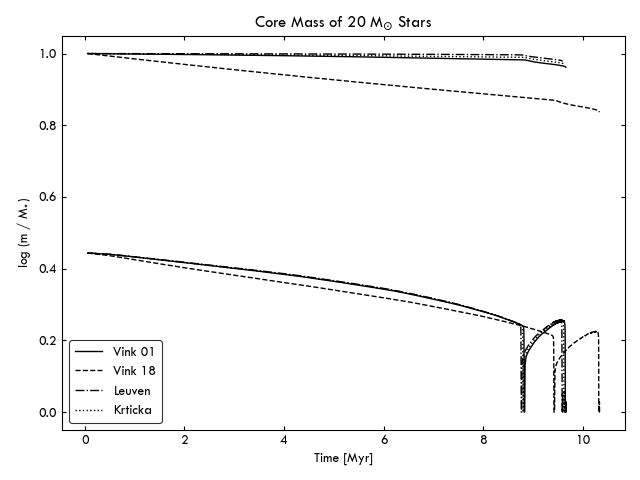 Core Mass of 20 M☉ Stars
log (m / M⋆)
1.0
0.8
0.6
0.4
0.2
0.0
Vink 01
Vink 18
Leuven
Krticka
0 2 4 6 8 10
Time [Myr]